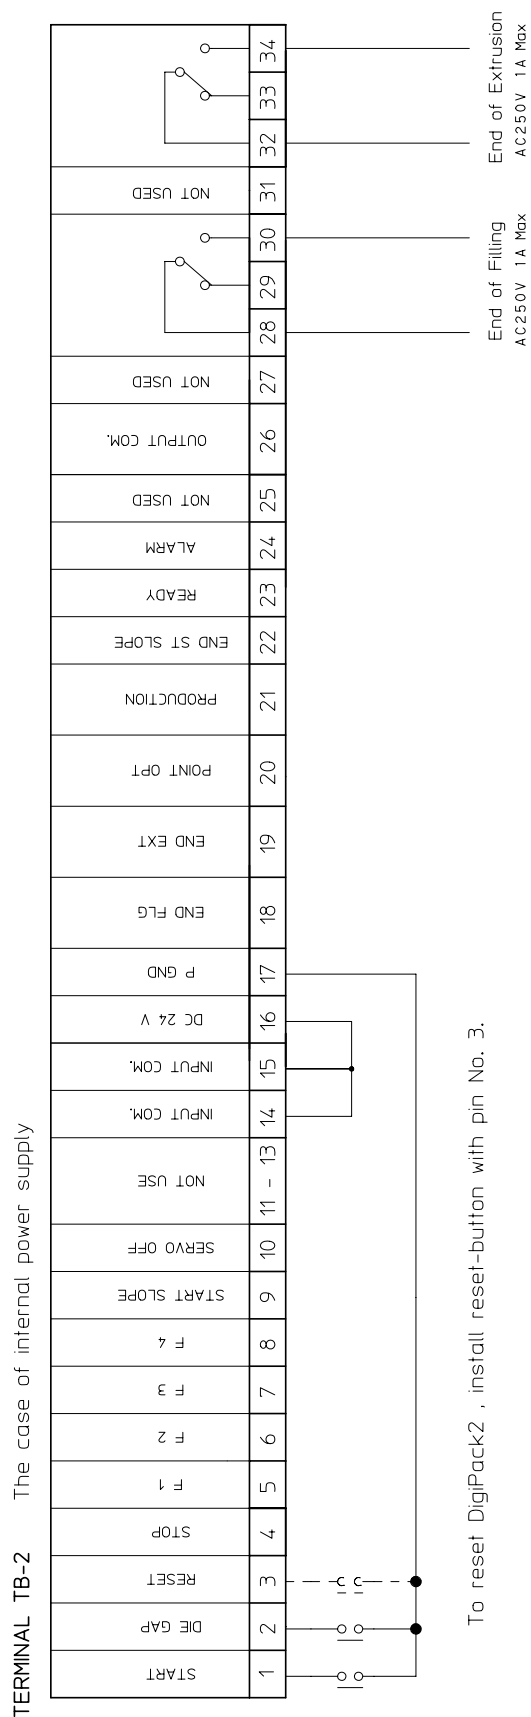 TERMINAL TB-2 The case of internal power supply
START 1
DIE GAP 2
RESET 3
STOP 4
F 1 5
F 2 6
F 3 7
F 4 8
START SLOPE 9
SERVO OFF 10
NOT USE 11 - 13
INPUT COM. 14
INPUT COM. 15
DC 24 V 16
P GND 17
END FLG 18
END EXT 19
POINT OPT 20
PRODUCTION 21
END ST SLOPE 22
READY 23
ALARM 24
NOT USED 25
OUTPUT COM. 26
NOT USED 27
28
29
30
NOT USED 31
32
33
34
End of Filling
AC250V 1A Max
End of Extrusion
AC250V 1A Max
To reset DigiPack2 , install reset-button with pin No. 3.